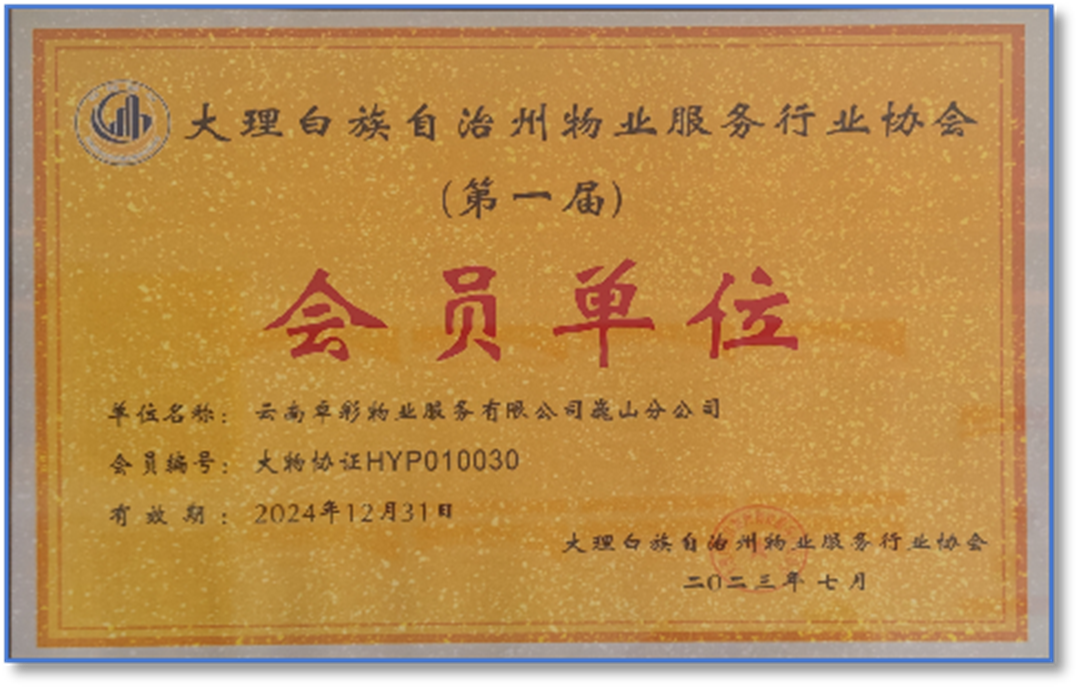 大理白族自治州物业服务行业协会
(第一届)
会员单位
单位名称：云南卓彩物业服务有限公司巍山分公司
会员编号：大物协证HYP010030
有效期：2024年12月31日
大理白族自治州物业服务行业协会
二〇二三年七月